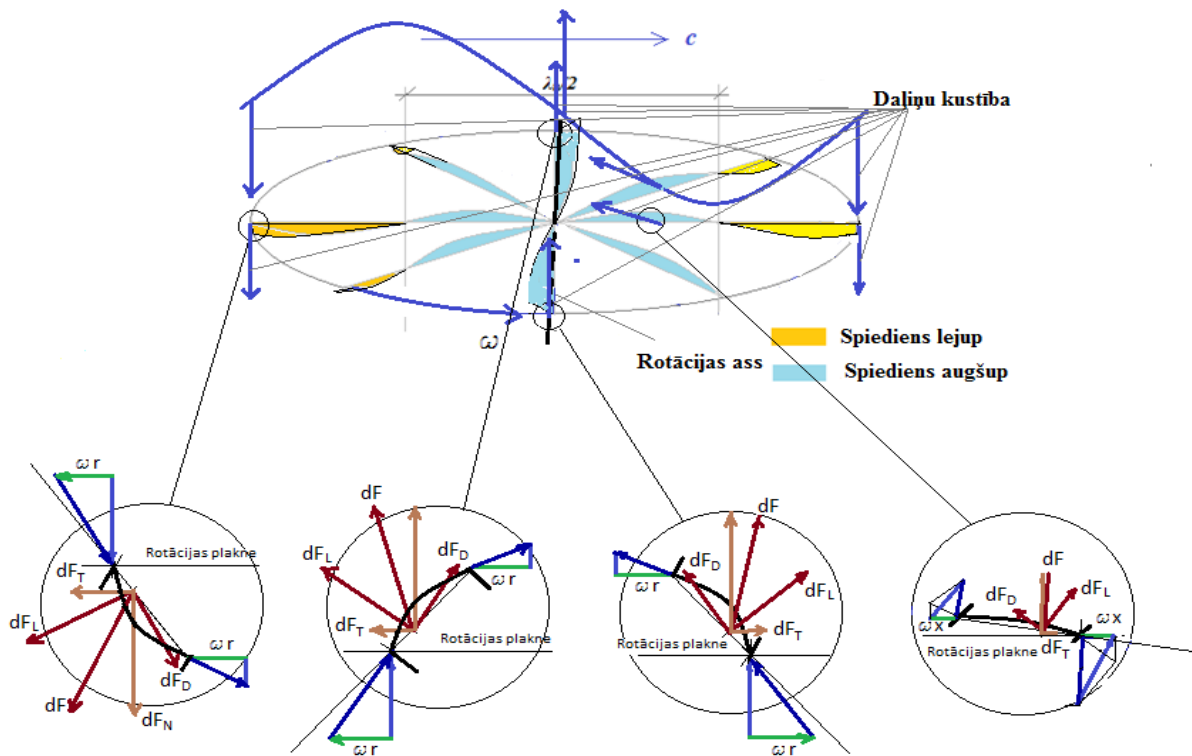 c
λ/2
Daliņu kustība
ω
Rotācijas ass
Spiediens lejup
Spiediens augšup
ω r
Rotācijas plakne
dF_T
dF_L
ω r
dF_D
dF
dF_N
dF
dF_L
dF_D
ω r
dF_T
Rotācijas plakne
ω r
dF
dF_D
ω r
dF_L
dF_T
Rotācijas plakne
ω r
dF
dF_D
dF_L
ω x
ω x
Rotācijas plakne
dF_T